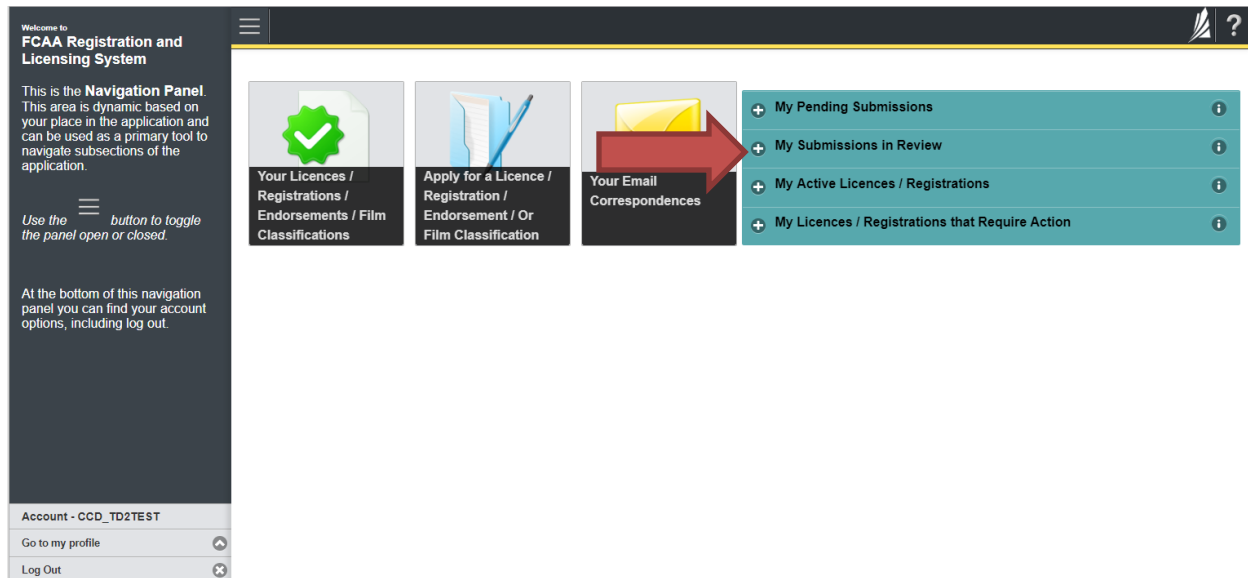 Welcome to
FCAA Registration and
Licensing System
This is the Navigation Panel.
This area is dynamic based on
your place in the application and
can be used as a primary tool to
navigate subsections of the
application.
Use the button to toggle
the panel open or closed.
At the bottom of this navigation
panel you can find your account
options, including log out.
Account - CCD_TD2TEST
Go to my profile
Log Out
?
Your Licences /
Registrations /
Endorsements / Film
Classifications
Apply for a Licence /
Registration /
Endorsement / Or
Film Classification
Your Email
Correspondences
My Pending Submissions
My Submissions in Review
My Active Licences / Registrations
My Licences / Registrations that Require Action